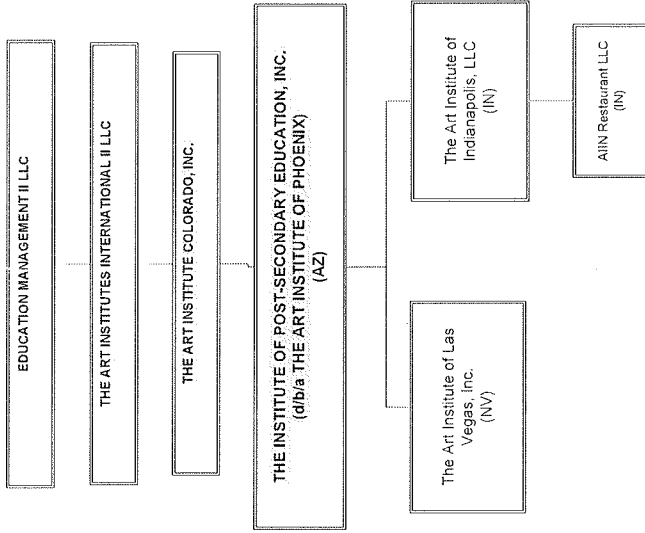 EDUCATION MANAGEMENT II LLC
THE ART INSTITUTES INTERNATIONAL II LLC
THE ART INSTITUTE COLORADO, INC.
THE INSTITUTE OF POST-SECONDARY EDUCATION, INC.
(d/b/a THE ART INSTITUTE OF PHOENIX)
(AZ)
The Art Institute of Las
Vegas, Inc.
(NV)
The Art Institute of
Indianapolis, LLC
(IN)
AIIN Restaurant LLC
(IN)